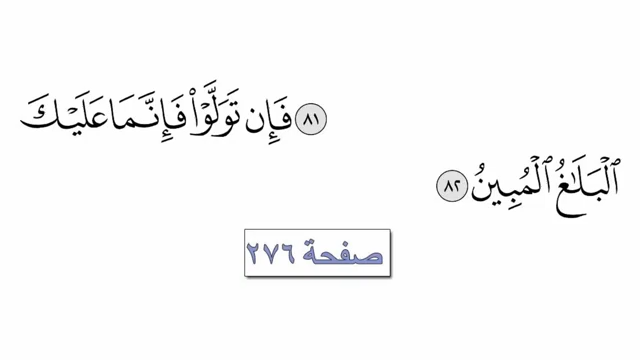 ٨١ فَإِن تَوَلَّوْا۟ فَإِنَّمَا عَلَيْكَ
ٱلْبَلَٰغُ ٱلْمُبِينُ ٨٢
صفحة ٢٧٦